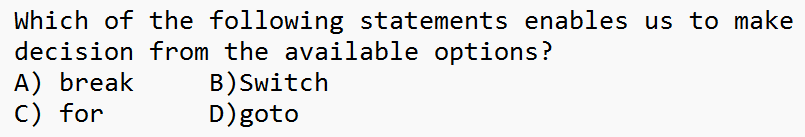 Which of the following statements enables us to make
decision from the available options?
A) break     B)Switch
C) for       D)goto